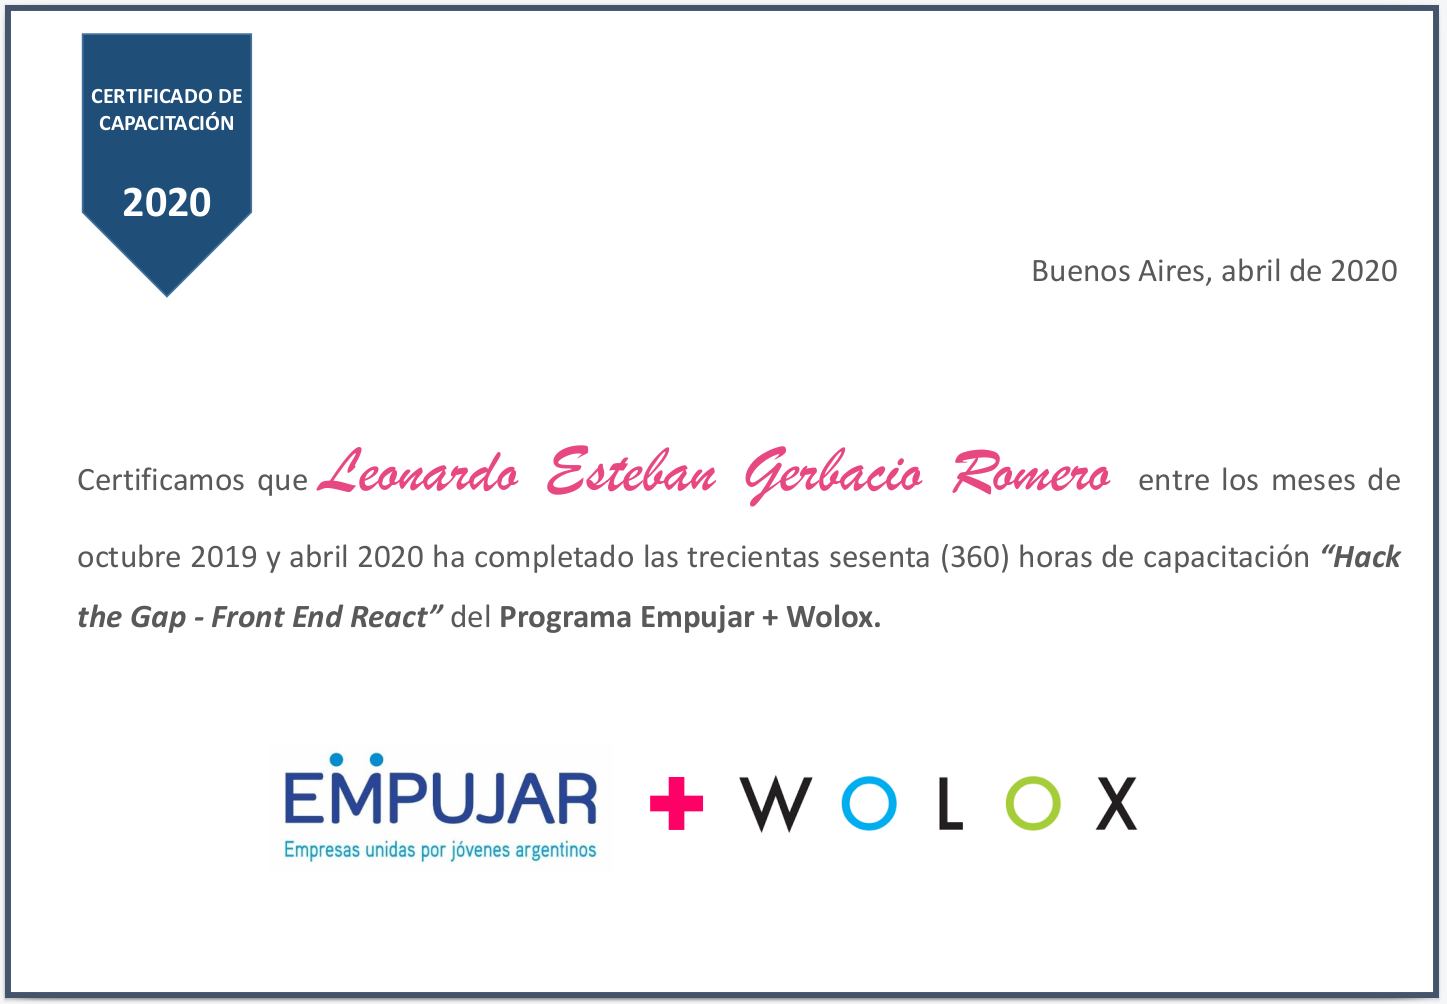 CERTIFICADO DE
CAPACITACIÓN
2020
Buenos Aires, abril de 2020
Certificamos que Leonardo Esteban Gerbacio Romero entre los meses de
octubre 2019 y abril 2020 ha completado las trecientas sesenta (360) horas de capacitación “Hack
the Gap - Front End React” del Programa Empujar + Wolox.
EMPUJAR + WOLOX
Empresas unidas por jóvenes argentinos